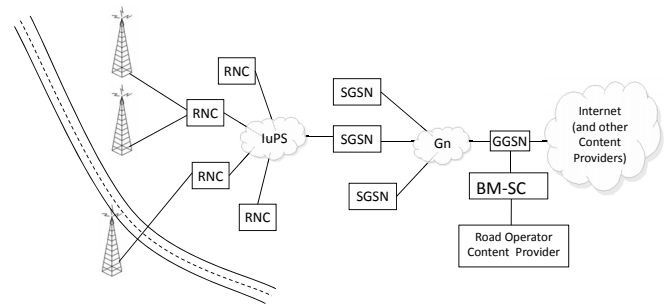 RNC
RNC
RNC
RNC
IuPS
SGSN
SGSN
SGSN
Gn
GGSN
BM-SC
Road Operator
Content Provider
Internet
(and other
Content
Providers)